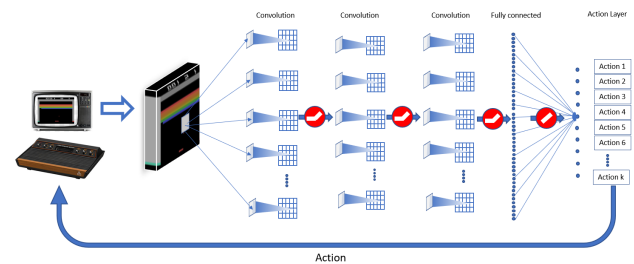 Convolution
Convolution
Convolution
Fully connected
Action Layer
Action 1
Action 2
Action 3
Action 4
Action 5
Action 6
Action k
Action